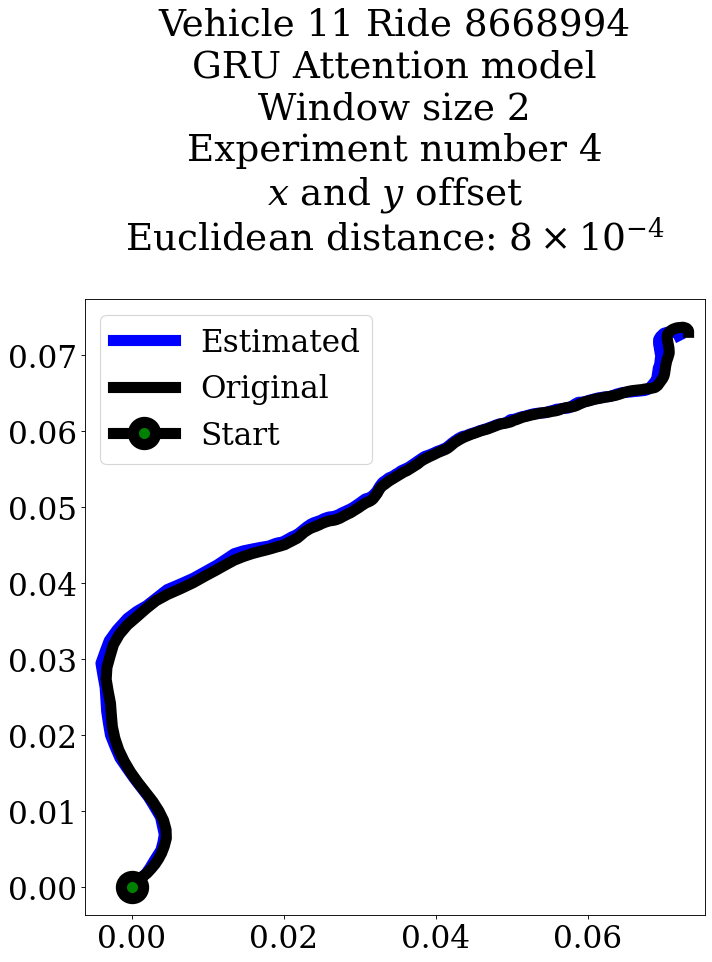 Vehicle 11 Ride 8668994
GRU Attention model
Window size 2
Experiment number 4
x and y offset
Euclidean distance: 8 × 10⁻⁴
Estimated
Original
Start
0.07
0.06
0.05
0.04
0.03
0.02
0.01
0.00
0.00 0.02 0.04 0.06